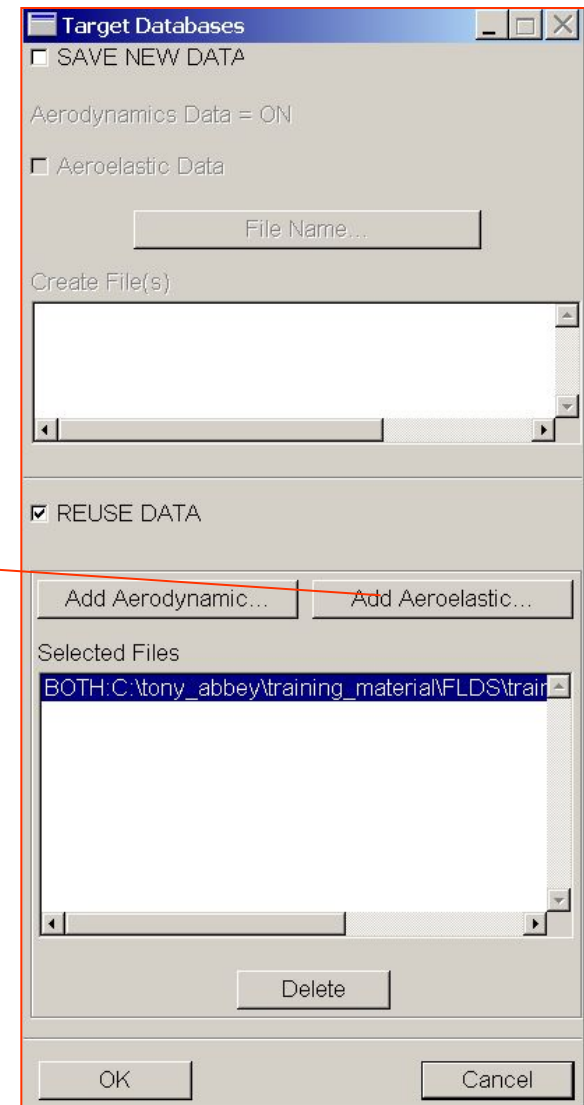 Target Databases
SAVE NEW DATA
Aerodynamics Data = ON
Aeroelastic Data
File Name...
Create File(s)
REUSE DATA
Add Aerodynamic... Add Aeroelastic...
Selected Files
BOTH:C:\tony_abbey\training_material\FLDS\train
Delete
OK Cancel